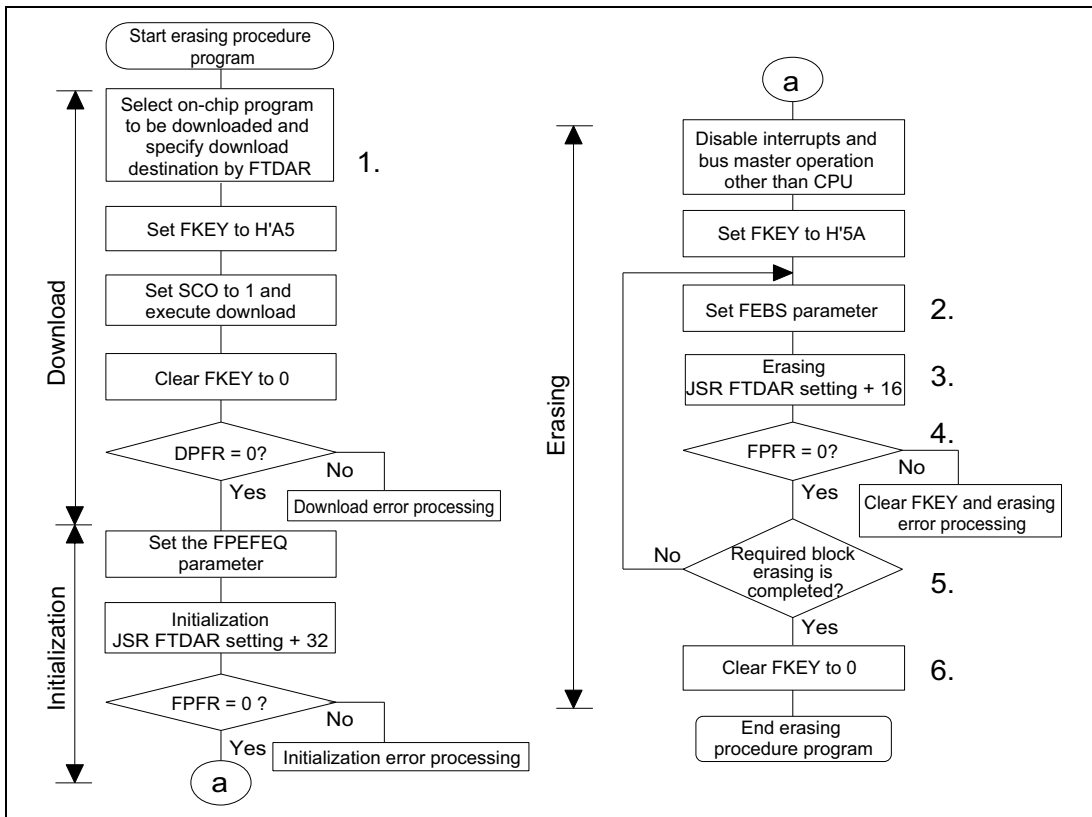 Start erasing procedure
program
Select on-chip program
to be downloaded and
specify download
destination by FTDAR
1.
Set FKEY to H'A5
Set SCO to 1 and
execute download
Clear FKEY to 0
DPFR = 0?
No
Yes
Download error processing
Download
Set the FPEFEQ
parameter
Initialization
JSR FTDAR setting + 32
FPFR = 0 ?
No
Yes
Initialization error processing
a
Initialization
a
Disable interrupts and
bus master operation
other than CPU
Set FKEY to H'5A
Set FEBS parameter
2.
Erasing
JSR FTDAR setting + 16
3.
4.
FPFR = 0?
No
Yes
Clear FKEY and erasing
error processing
No
Required block
erasing is
completed?
5.
Yes
Clear FKEY to 0
6.
End erasing
procedure program
Erasing